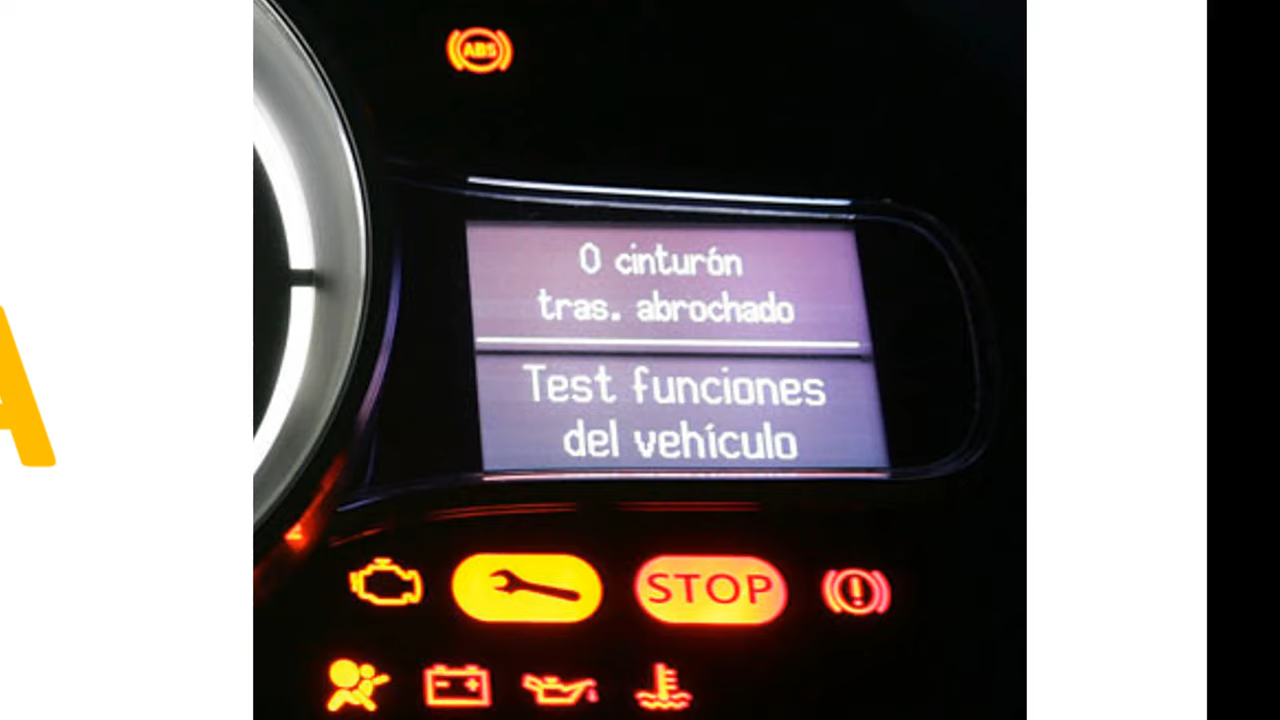 A
ABS
0 cinturón
tras. abrochado
Test funciones
del vehículo
STOP